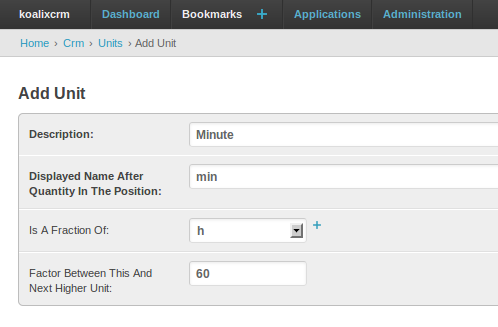 koalixcrm Dashboard Bookmarks + Applications Administration
Home › Crm › Units › Add Unit
Add Unit
Description: Minute
Displayed Name After
Quantity In The Position: min
Is A Fraction Of: h +
Factor Between This And
Next Higher Unit: 60